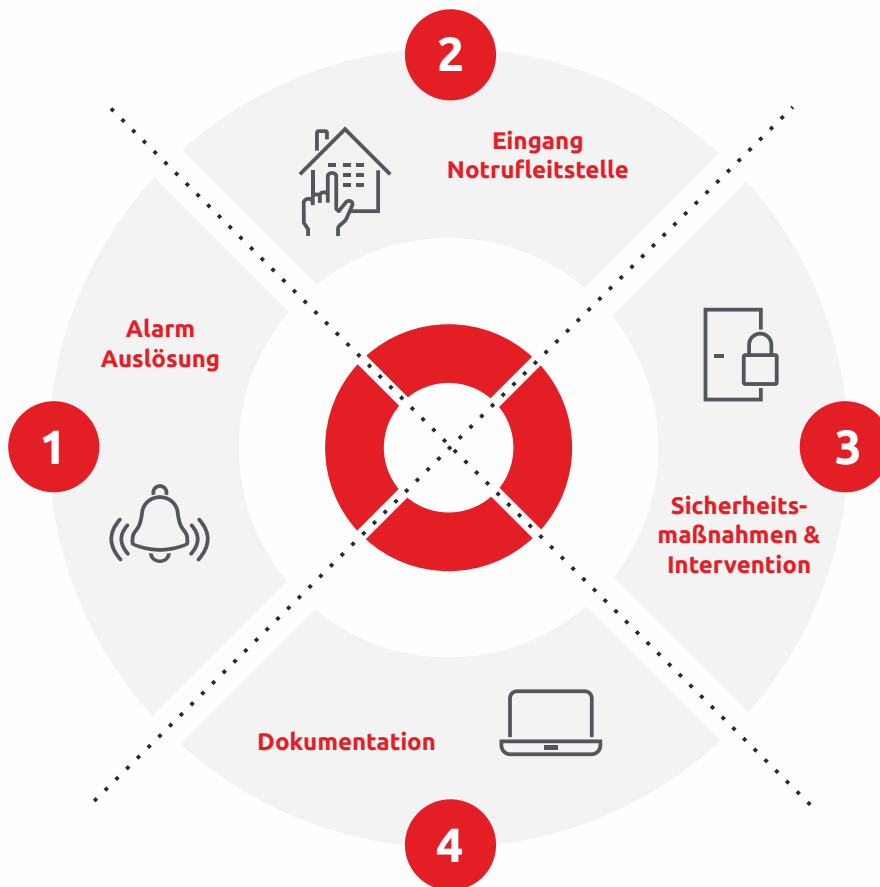 1
Alarm
Auslösung
2
Eingang
Notrufleitstelle
3
Sicherheits-
maßnahmen &
Intervention
4
Dokumentation